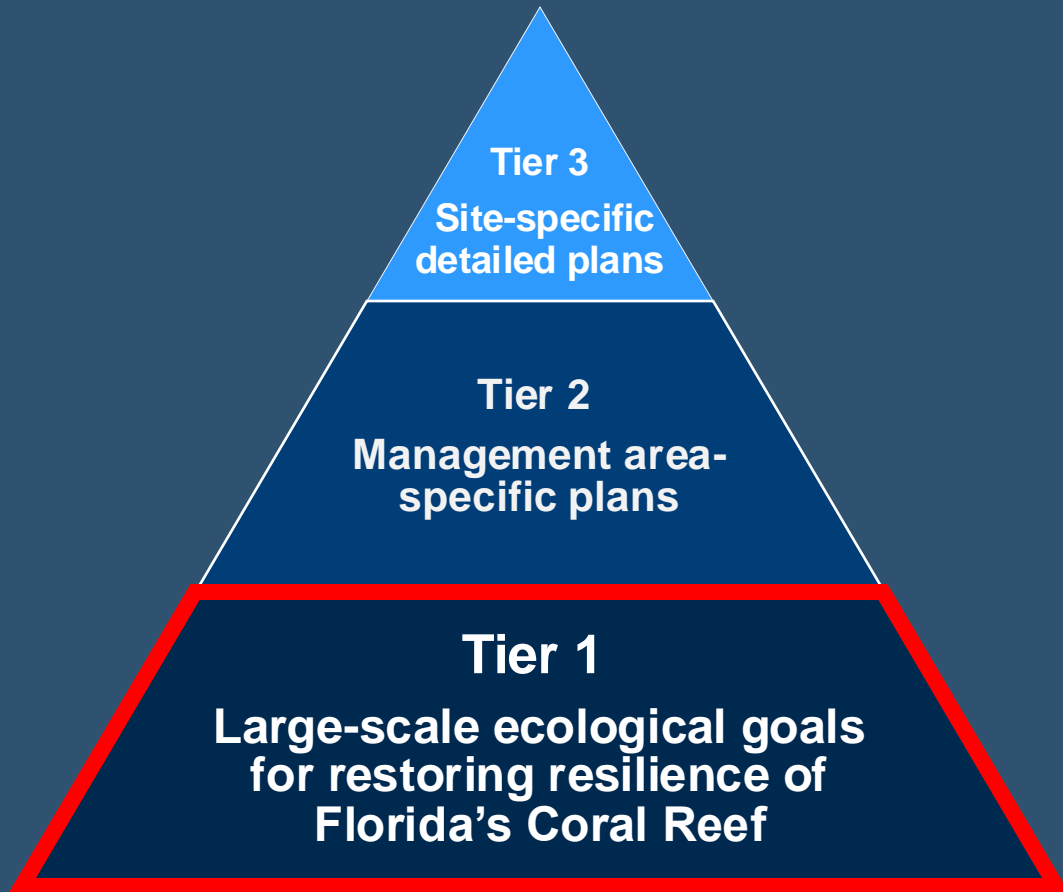 Tier 3
Site-specific
detailed plans
Tier 2
Management area-
specific plans
Tier 1
Large-scale ecological goals
for restoring resilience of
Florida’s Coral Reef